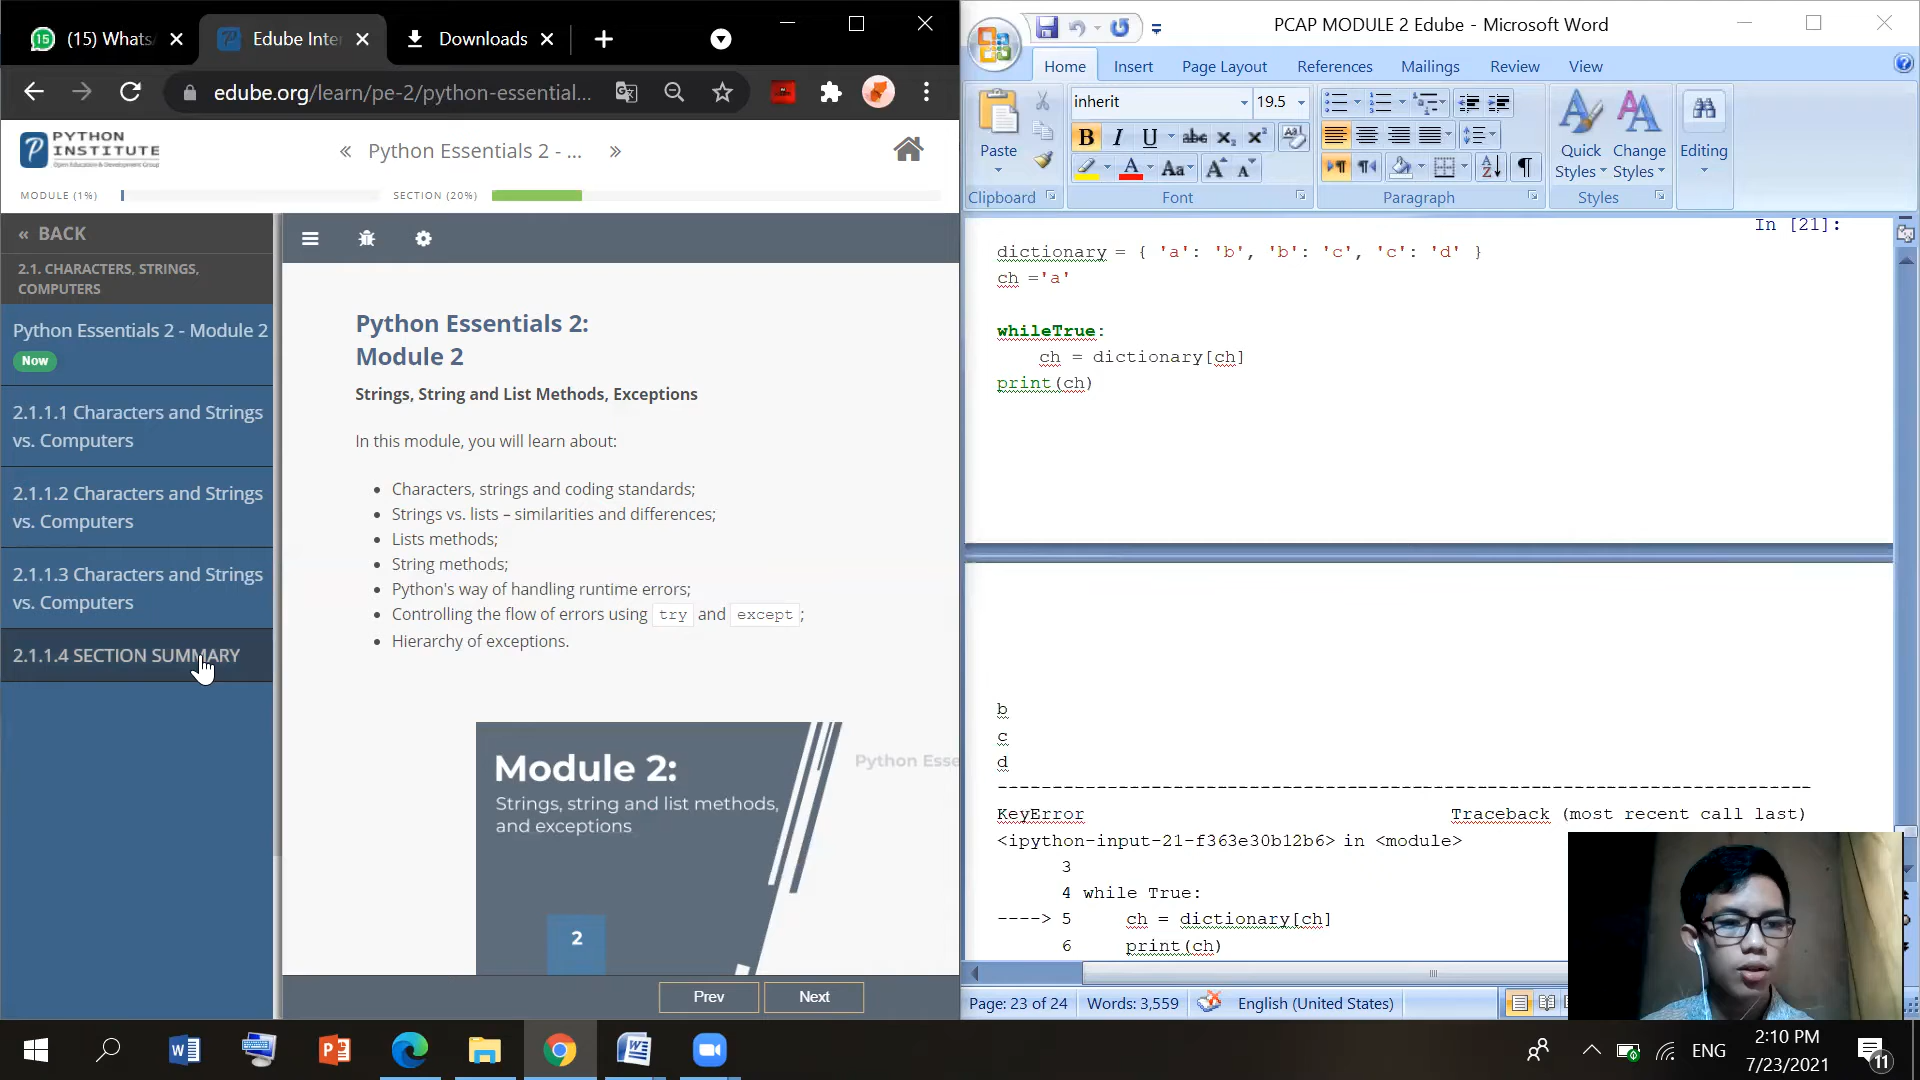 (15) Whats
Edube Inte
Downloads
edube.org/learn/pe-2/python-essential...
PYTHON
INSTITUTE
Open Education & Development Group
« Python Essentials 2 - ... »
MODULE (1%)
SECTION (20%)
« BACK
2.1. CHARACTERS, STRINGS,
COMPUTERS
Python Essentials 2 - Module 2
Now
2.1.1.1 Characters and Strings
vs. Computers
2.1.1.2 Characters and Strings
vs. Computers
2.1.1.3 Characters and Strings
vs. Computers
2.1.1.4 SECTION SUMMARY
Python Essentials 2:
Module 2
Strings, String and List Methods, Exceptions
In this module, you will learn about:
• Characters, strings and coding standards;
• Strings vs. lists – similarities and differences;
• Lists methods;
• String methods;
• Python's way of handling runtime errors;
• Controlling the flow of errors using try and except;
• Hierarchy of exceptions.
Module 2:
Strings, string and list methods,
and exceptions
2
Python Esse
Prev
Next
PCAP MODULE 2 Edube - Microsoft Word
Home Insert Page Layout References Mailings Review View
Paste
Clipboard
inherit
19.5
B I U abc x₂ x²
A Aa A A
Font
Paragraph
Quick
Styles
Change
Styles
Styles
Editing
In [21]:
dictionary = { 'a': 'b', 'b': 'c', 'c': 'd' }
ch ='a'
whileTrue:
ch = dictionary[ch]
print(ch)
b
c
d
---------------------------------------------------------------------------
KeyError Traceback (most recent call last)
<ipython-input-21-f363e30b12b6> in <module>
3
4 while True:
----> 5 ch = dictionary[ch]
6 print(ch)
Page: 23 of 24
Words: 3,559
English (United States)
ENG
2:10 PM
7/23/2021
11